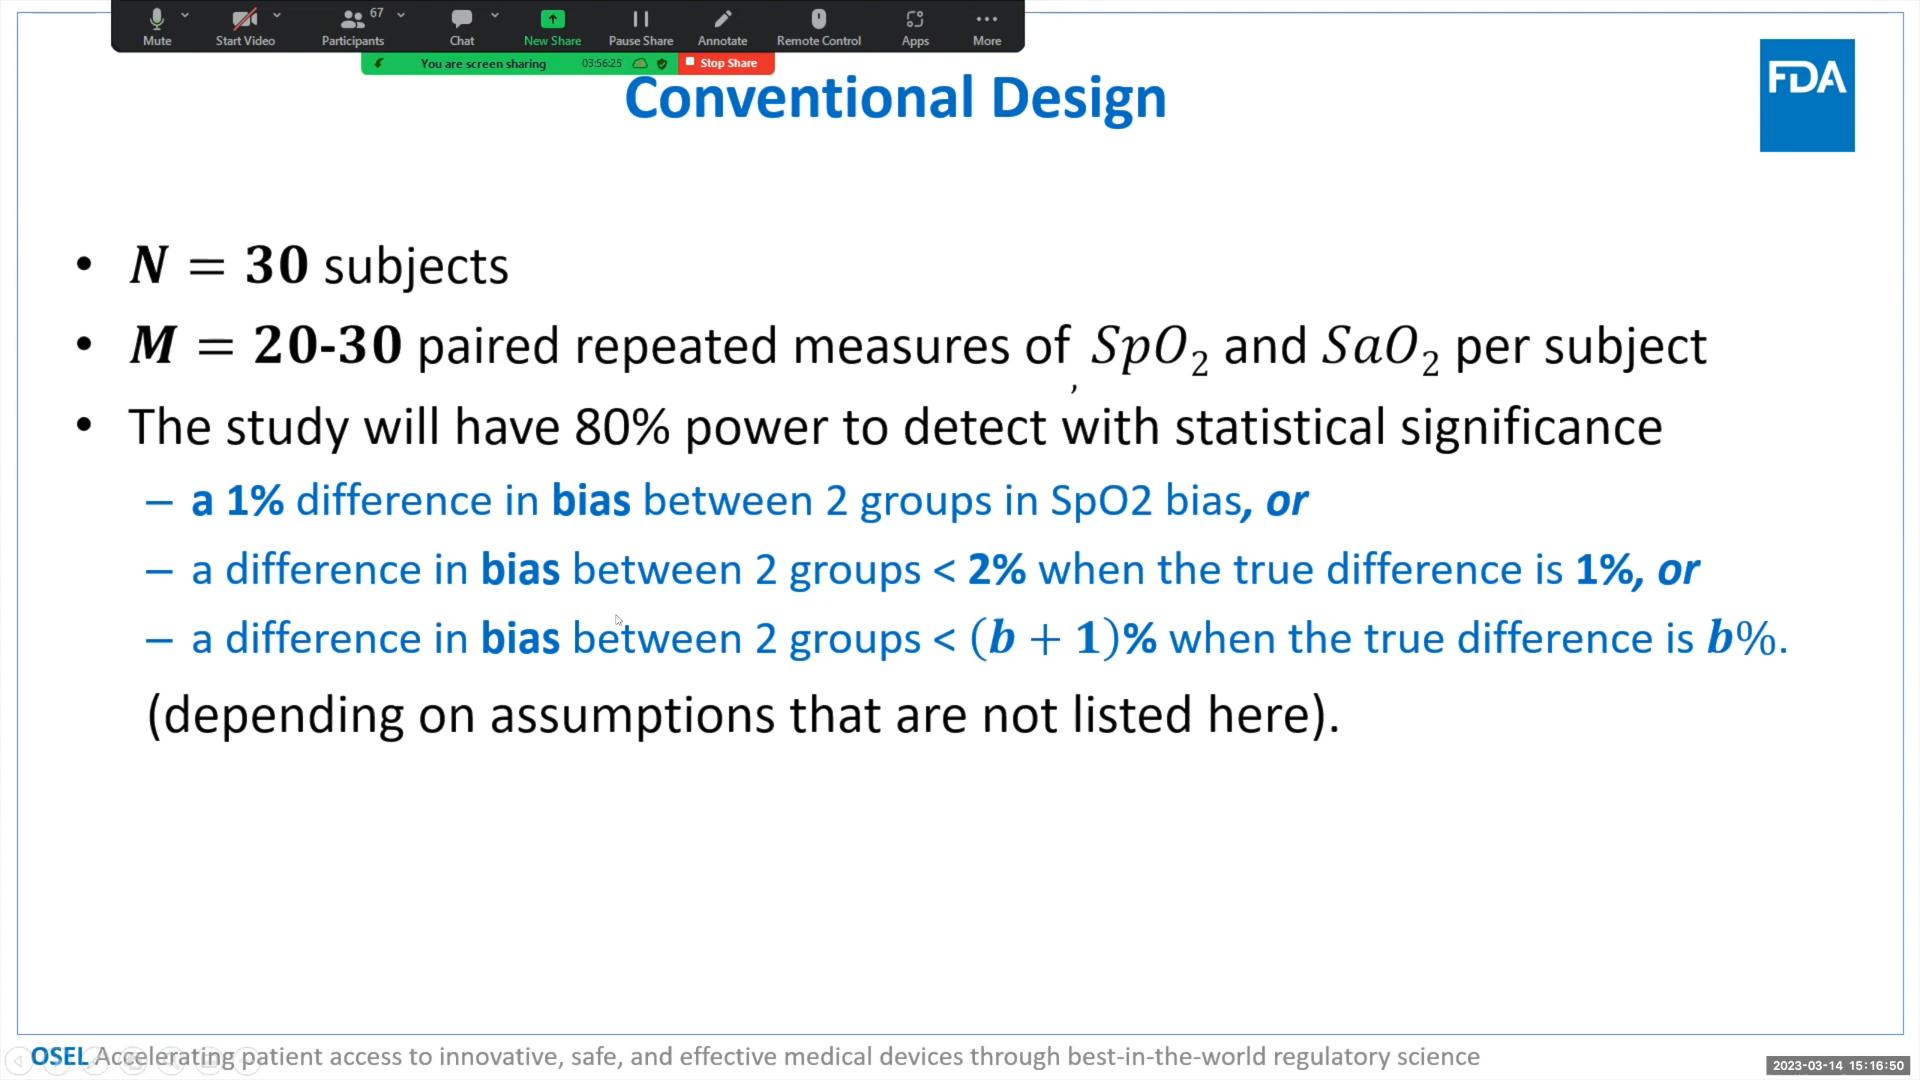 67
Mute
Start Video
Participants
Chat
New Share
Pause Share
Annotate
Remote Control
Apps
More
You are screen sharing 03:56:25 Stop Share
Conventional Design
FDA
• N = 30 subjects
• M = 20-30 paired repeated measures of SpO₂ and SaO₂ per subject
,
• The study will have 80% power to detect with statistical significance
– a 1% difference in bias between 2 groups in SpO2 bias, or
– a difference in bias between 2 groups < 2% when the true difference is 1%, or
– a difference in bias between 2 groups < (b + 1)% when the true difference is b%.
(depending on assumptions that are not listed here).
OSEL Accelerating patient access to innovative, safe, and effective medical devices through best-in-the-world regulatory science
2023-03-14 15:16:50